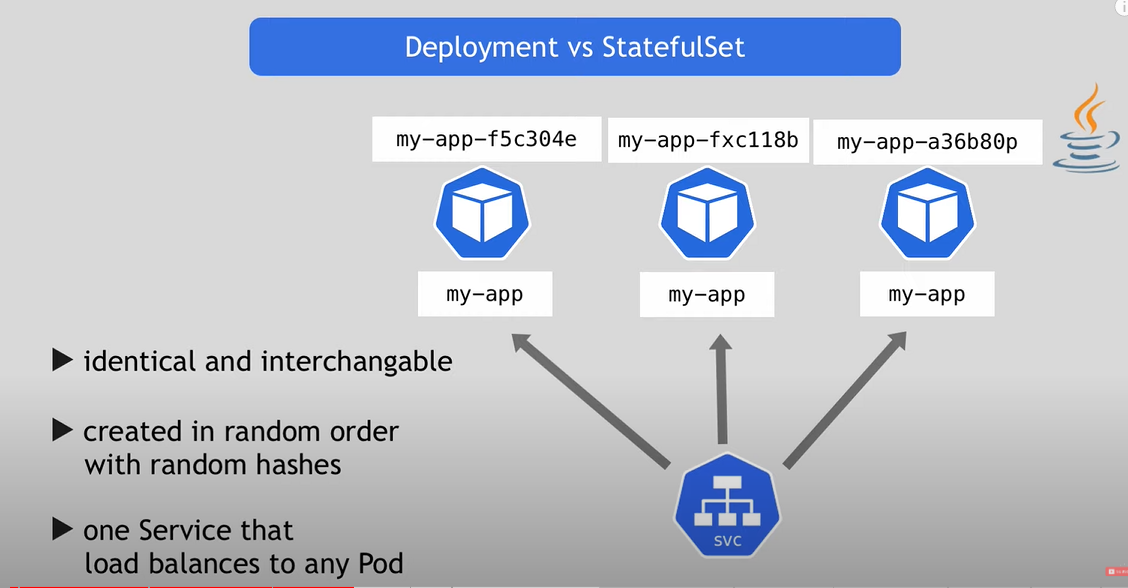 Deployment vs StatefulSet
my-app-f5c304e
my-app-fxc118b
my-app-a36b80p
my-app
my-app
my-app
identical and interchangable
created in random order
with random hashes
one Service that
load balances to any Pod
SVC